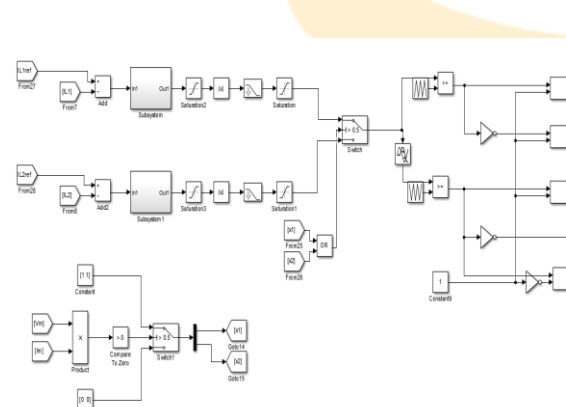 IL1ref
From27
[IL1]
From7
Add
In1 Out1
Subsystem
Saturation2
|u|
Saturation
> 0.5
Switch
>=
IL2ref
From28
[IL2]
From8
Add2
In1 Out1
Subsystem1
Saturation3
|u|
Saturation1
>=
[x1]
From25
[x2]
From26
OR
1
Constant9
[1 1]
Constant
[Vm]
[Im]
×
Product
> 0
Compare
To Zero
> 0.5
Switch1
[x1]
Goto14
[x2]
Goto15
[0 0]